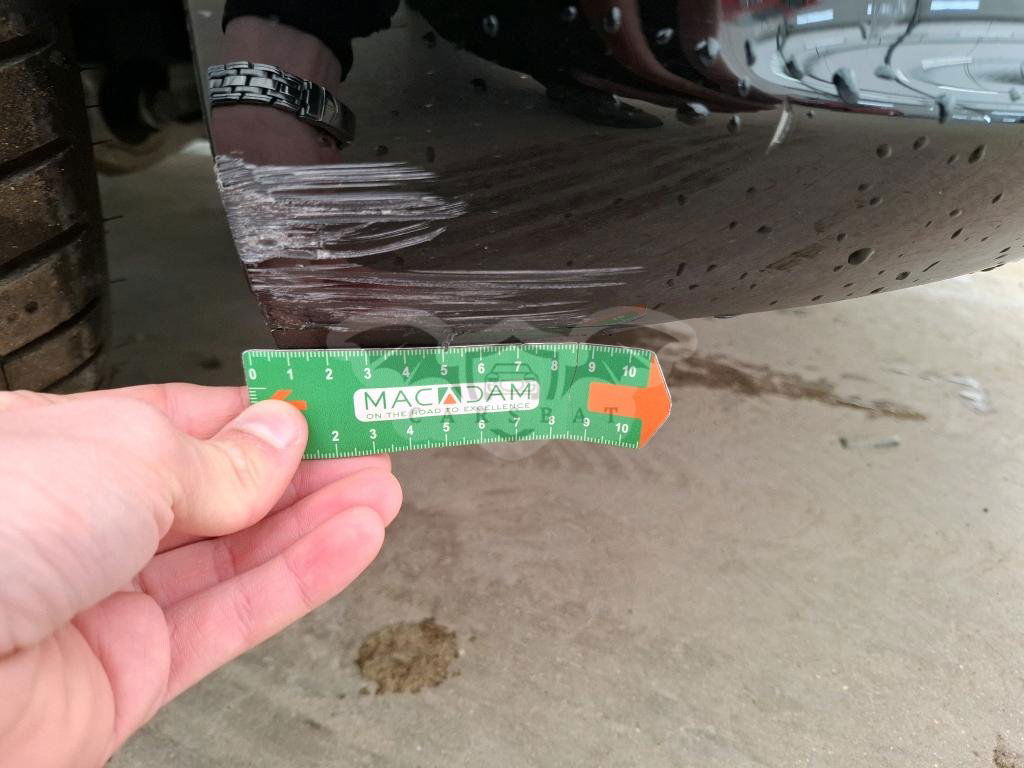 0 1 2 3 4 5 6 7 8 9 10
MACADAM
ON THE ROAD TO EXCELLENCE
CARSPAT
2 3 4 5 6 7 8 9 10